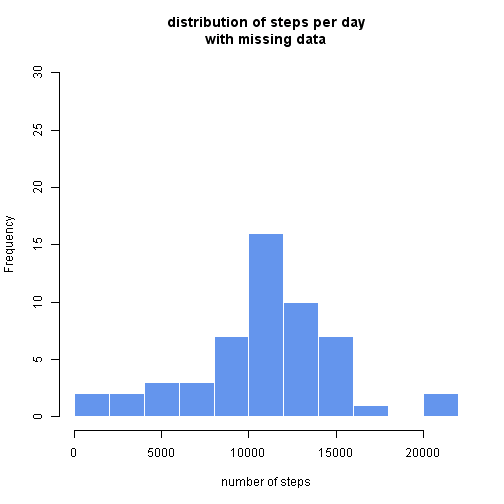 distribution of steps per day
with missing data
Frequency
30
25
20
15
10
5
0
0 5000 10000 15000 20000
number of steps